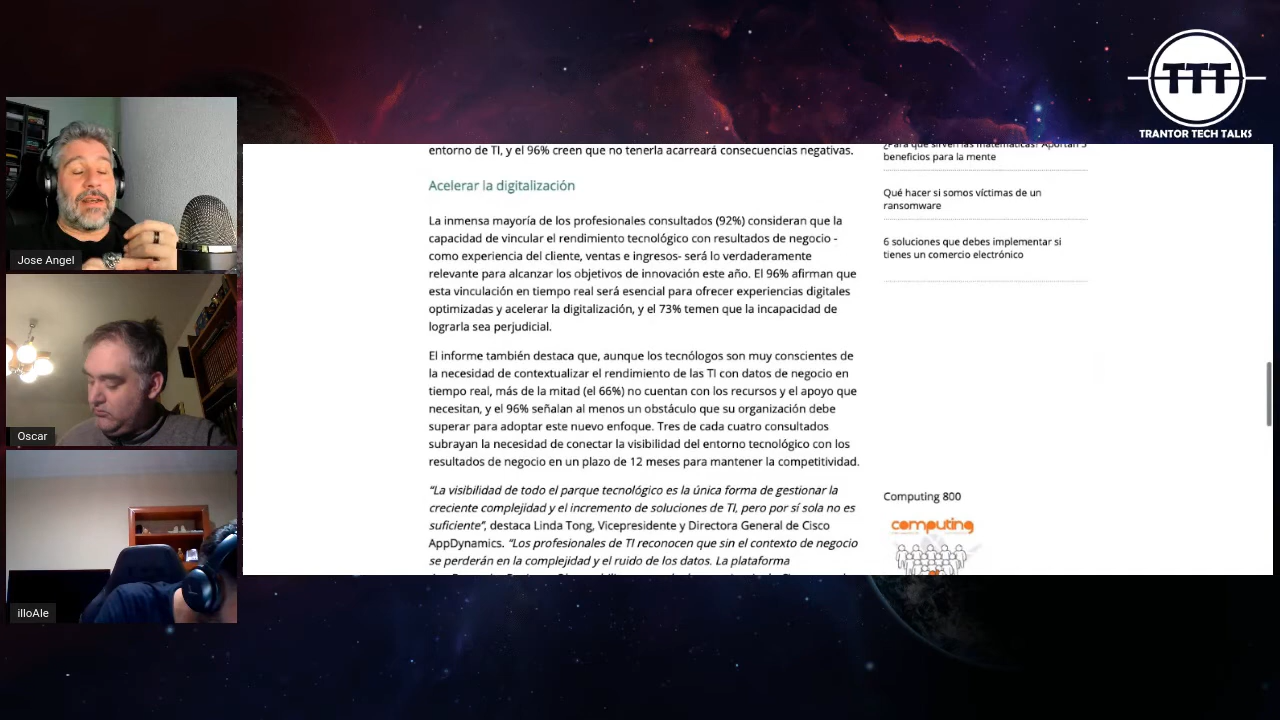 TTT
TRANTOR TECH TALKS
Jose Angel
Oscar
illoAle
entorno de TI, y el 96% creen que no tenerla acarreará consecuencias negativas.
Acelerar la digitalización
La inmensa mayoría de los profesionales consultados (92%) consideran que la
capacidad de vincular el rendimiento tecnológico con resultados de negocio -
como experiencia del cliente, ventas e ingresos- será lo verdaderamente
relevante para alcanzar los objetivos de innovación este año. El 96% afirman que
esta vinculación en tiempo real será esencial para ofrecer experiencias digitales
optimizadas y acelerar la digitalización, y el 73% temen que la incapacidad de
lograrla sea perjudicial.
El informe también destaca que, aunque los tecnólogos son muy conscientes de
la necesidad de contextualizar el rendimiento de las TI con datos de negocio en
tiempo real, más de la mitad (el 66%) no cuentan con los recursos y el apoyo que
necesitan, y el 96% señalan al menos un obstáculo que su organización debe
superar para adoptar este nuevo enfoque. Tres de cada cuatro consultados
subrayan la necesidad de conectar la visibilidad del entorno tecnológico con los
resultados de negocio en un plazo de 12 meses para mantener la competitividad.
“La visibilidad de todo el parque tecnológico es la única forma de gestionar la
creciente complejidad y el incremento de soluciones de TI, pero por sí sola no es
suficiente”, destaca Linda Tong, Vicepresidente y Directora General de Cisco
AppDynamics. “Los profesionales de TI reconocen que sin el contexto de negocio
se perderán en la complejidad y el ruido de los datos. La plataforma
¿Para qué sirven las matemáticas? Aportan 5
beneficios para la mente
Qué hacer si somos víctimas de un
ransomware
6 soluciones que debes implementar si
tienes un comercio electrónico
Computing 800
computing